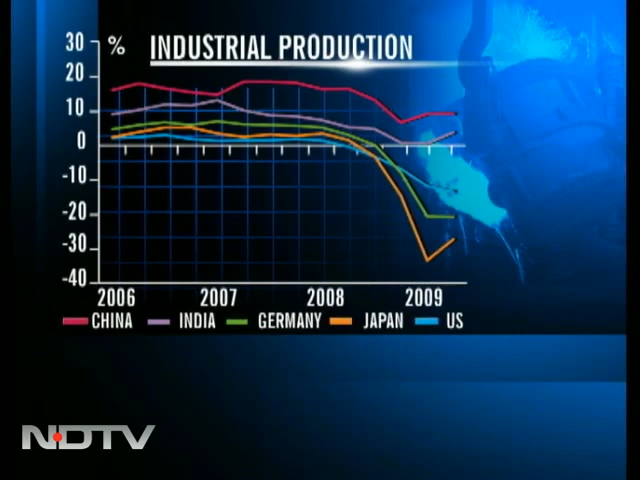 % INDUSTRIAL PRODUCTION
30
20
10
0
-10
-20
-30
-40
2006 2007 2008 2009
CHINA INDIA GERMANY JAPAN US
NDTV